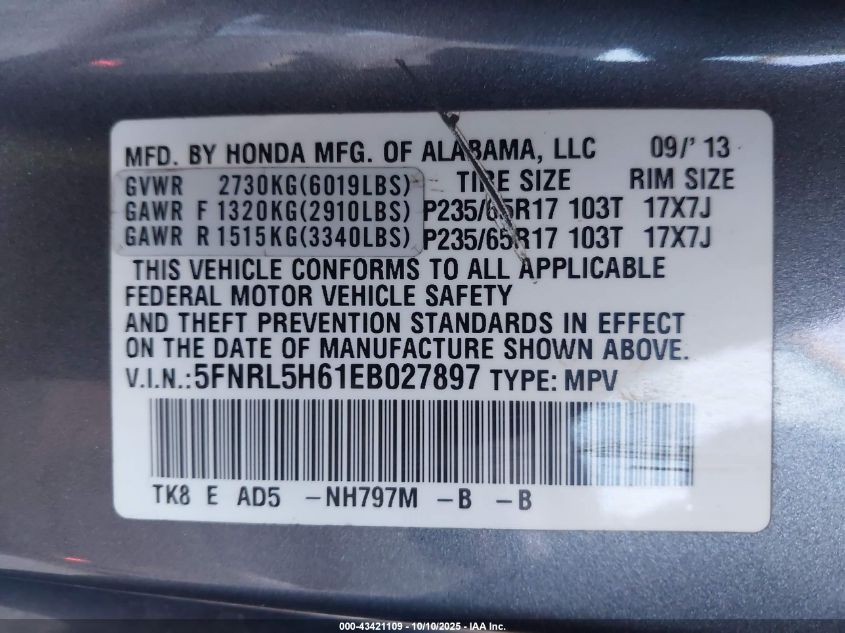 MFD. BY HONDA MFG. OF ALABAMA, LLC 09/' 13
GVWR 2730KG(6019LBS) TIRE SIZE RIM SIZE
GAWR F 1320KG(2910LBS) P235/65R17 103T 17X7J
GAWR R 1515KG(3340LBS) P235/65R17 103T 17X7J
THIS VEHICLE CONFORMS TO ALL APPLICABLE
FEDERAL MOTOR VEHICLE SAFETY
AND THEFT PREVENTION STANDARDS IN EFFECT
ON THE DATE OF MANUFACTURE SHOWN ABOVE.
V.I.N.:5FNRL5H61EB027897 TYPE: MPV
TK8 E AD5 -NH797M -B -B
000-43421109 - 10/10/2025 - IAA Inc.